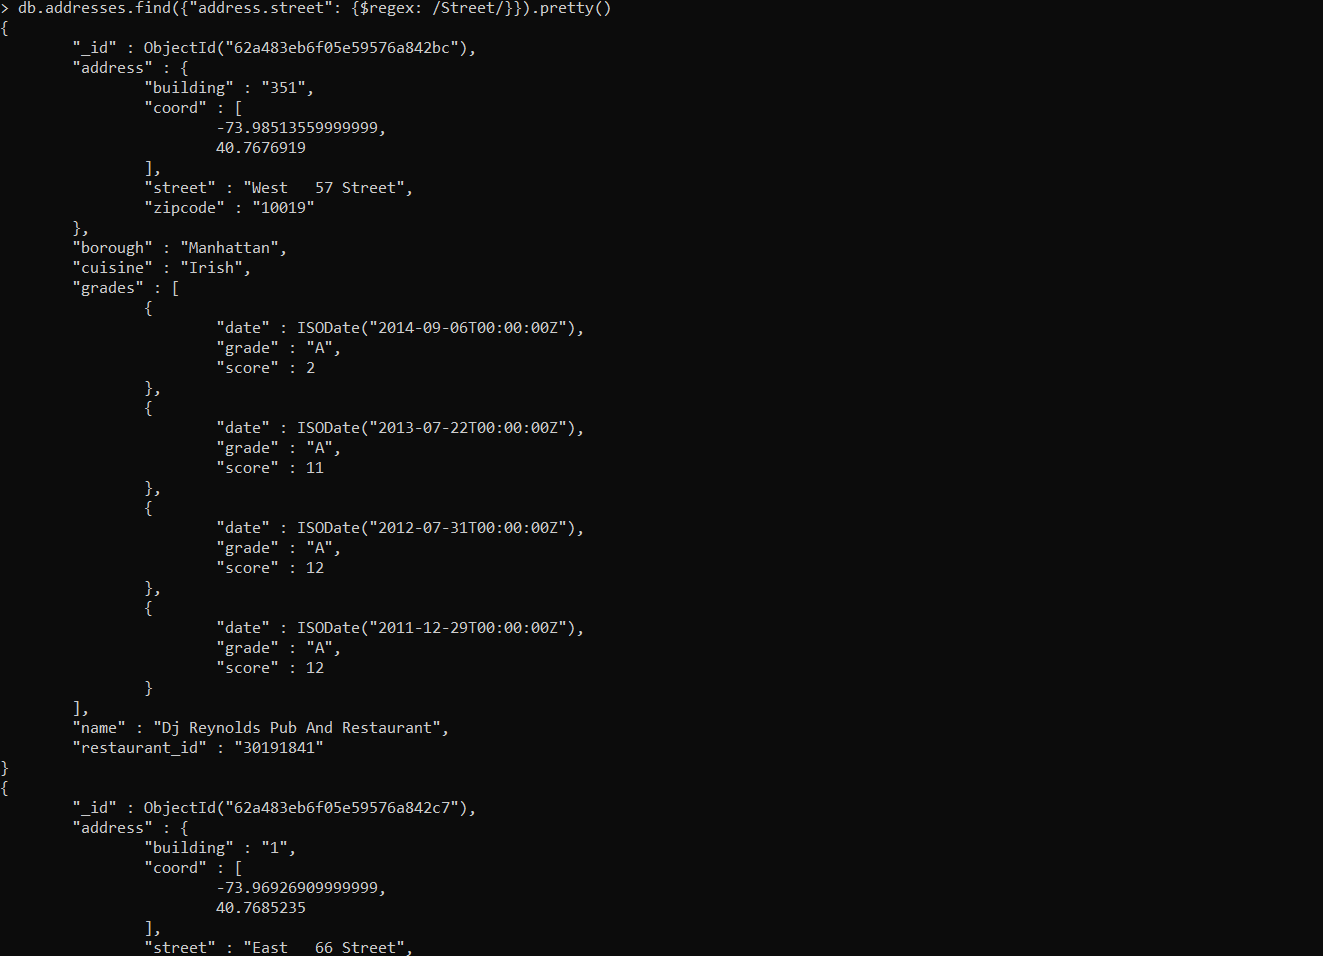 > db.addresses.find({"address.street": {$regex: /Street/}}).pretty()
{
        "_id" : ObjectId("62a483eb6f05e59576a842bc"),
        "address" : {
                "building" : "351",
                "coord" : [
                        -73.98513559999999,
                        40.7676919
                ],
                "street" : "West   57 Street",
                "zipcode" : "10019"
        },
        "borough" : "Manhattan",
        "cuisine" : "Irish",
        "grades" : [
                {
                        "date" : ISODate("2014-09-06T00:00:00Z"),
                        "grade" : "A",
                        "score" : 2
                },
                {
                        "date" : ISODate("2013-07-22T00:00:00Z"),
                        "grade" : "A",
                        "score" : 11
                },
                {
                        "date" : ISODate("2012-07-31T00:00:00Z"),
                        "grade" : "A",
                        "score" : 12
                },
                {
                        "date" : ISODate("2011-12-29T00:00:00Z"),
                        "grade" : "A",
                        "score" : 12
                }
        ],
        "name" : "Dj Reynolds Pub And Restaurant",
        "restaurant_id" : "30191841"
}
{
        "_id" : ObjectId("62a483eb6f05e59576a842c7"),
        "address" : {
                "building" : "1",
                "coord" : [
                        -73.96926909999999,
                        40.7685235
                ],
                "street" : "East   66 Street",